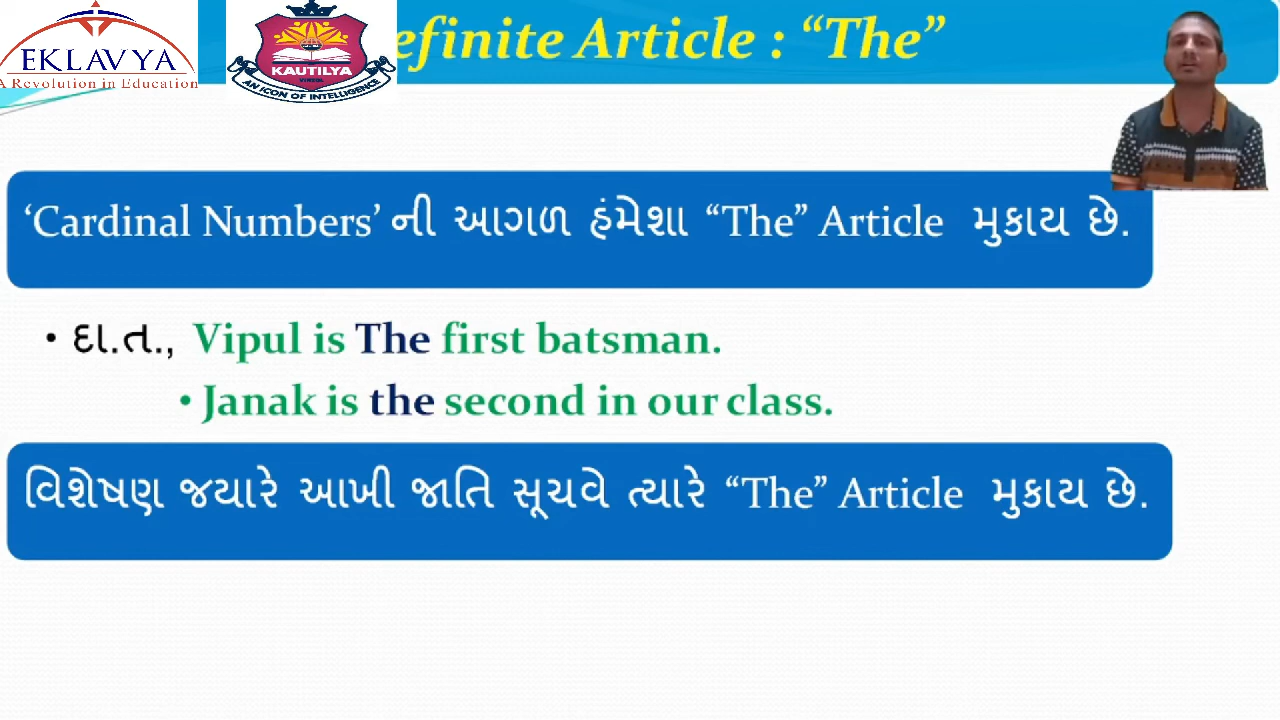 EKLAVYA
A Revolution in Education
KAUTILYA
AN ICON OF INTELLIGENCE
efinite Article : “The”
‘Cardinal Numbers’ ની આગળ હંમેશા “The” Article મુકાય છે.
• દા.ત., Vipul is The first batsman.
• Janak is the second in our class.
વિશેષણ જયારે આખી જાતિ સૂચવે ત્યારે “The” Article મુકાય છે.